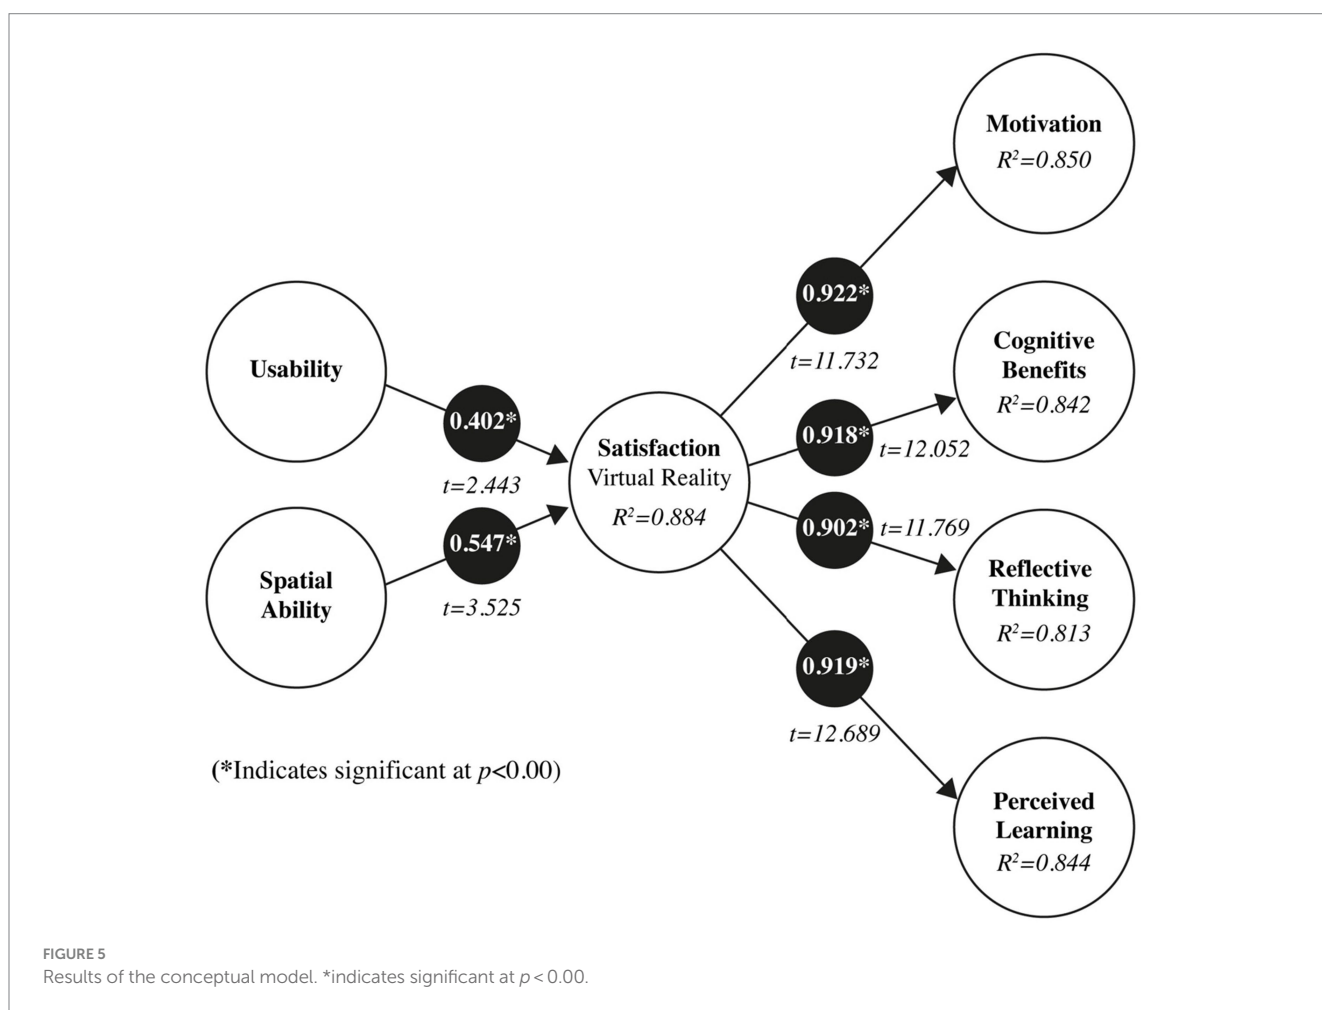 Motivation
R²=0.850
0.922*
t=11.732
Usability
0.402*
t=2.443
Cognitive
Benefits
R²=0.842
0.918*
t=12.052
Satisfaction
Virtual Reality
R²=0.884
Spatial
Ability
0.547*
t=3.525
0.902*
t=11.769
Reflective
Thinking
R²=0.813
0.919*
t=12.689
Perceived
Learning
R²=0.844
(*Indicates significant at p<0.00)
FIGURE 5
Results of the conceptual model. *indicates significant at p < 0.00.